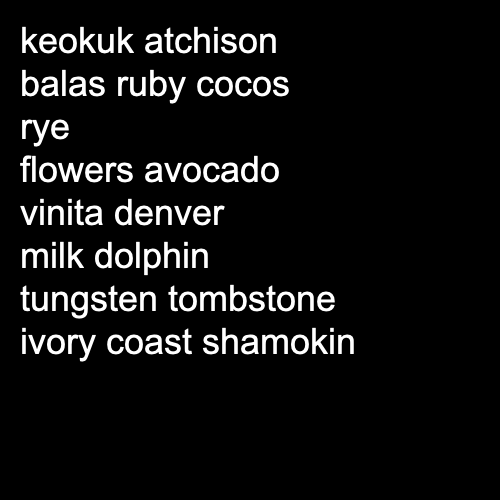 keokuk atchison
balas ruby cocos
rye
flowers avocado
vinita denver
milk dolphin
tungsten tombstone
ivory coast shamokin